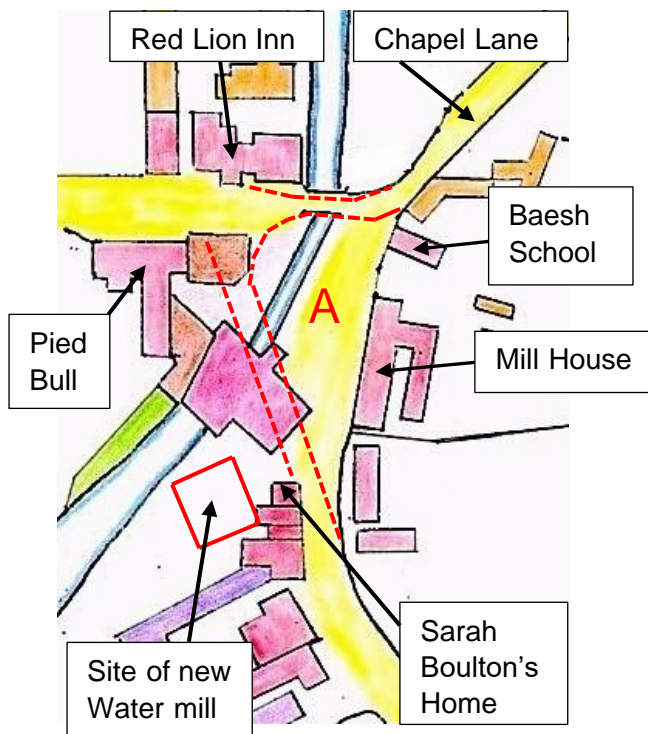 Red Lion Inn
Chapel Lane
Baesh
School
A
Pied
Bull
Mill House
Sarah
Boulton's
Home
Site of new
Water mill